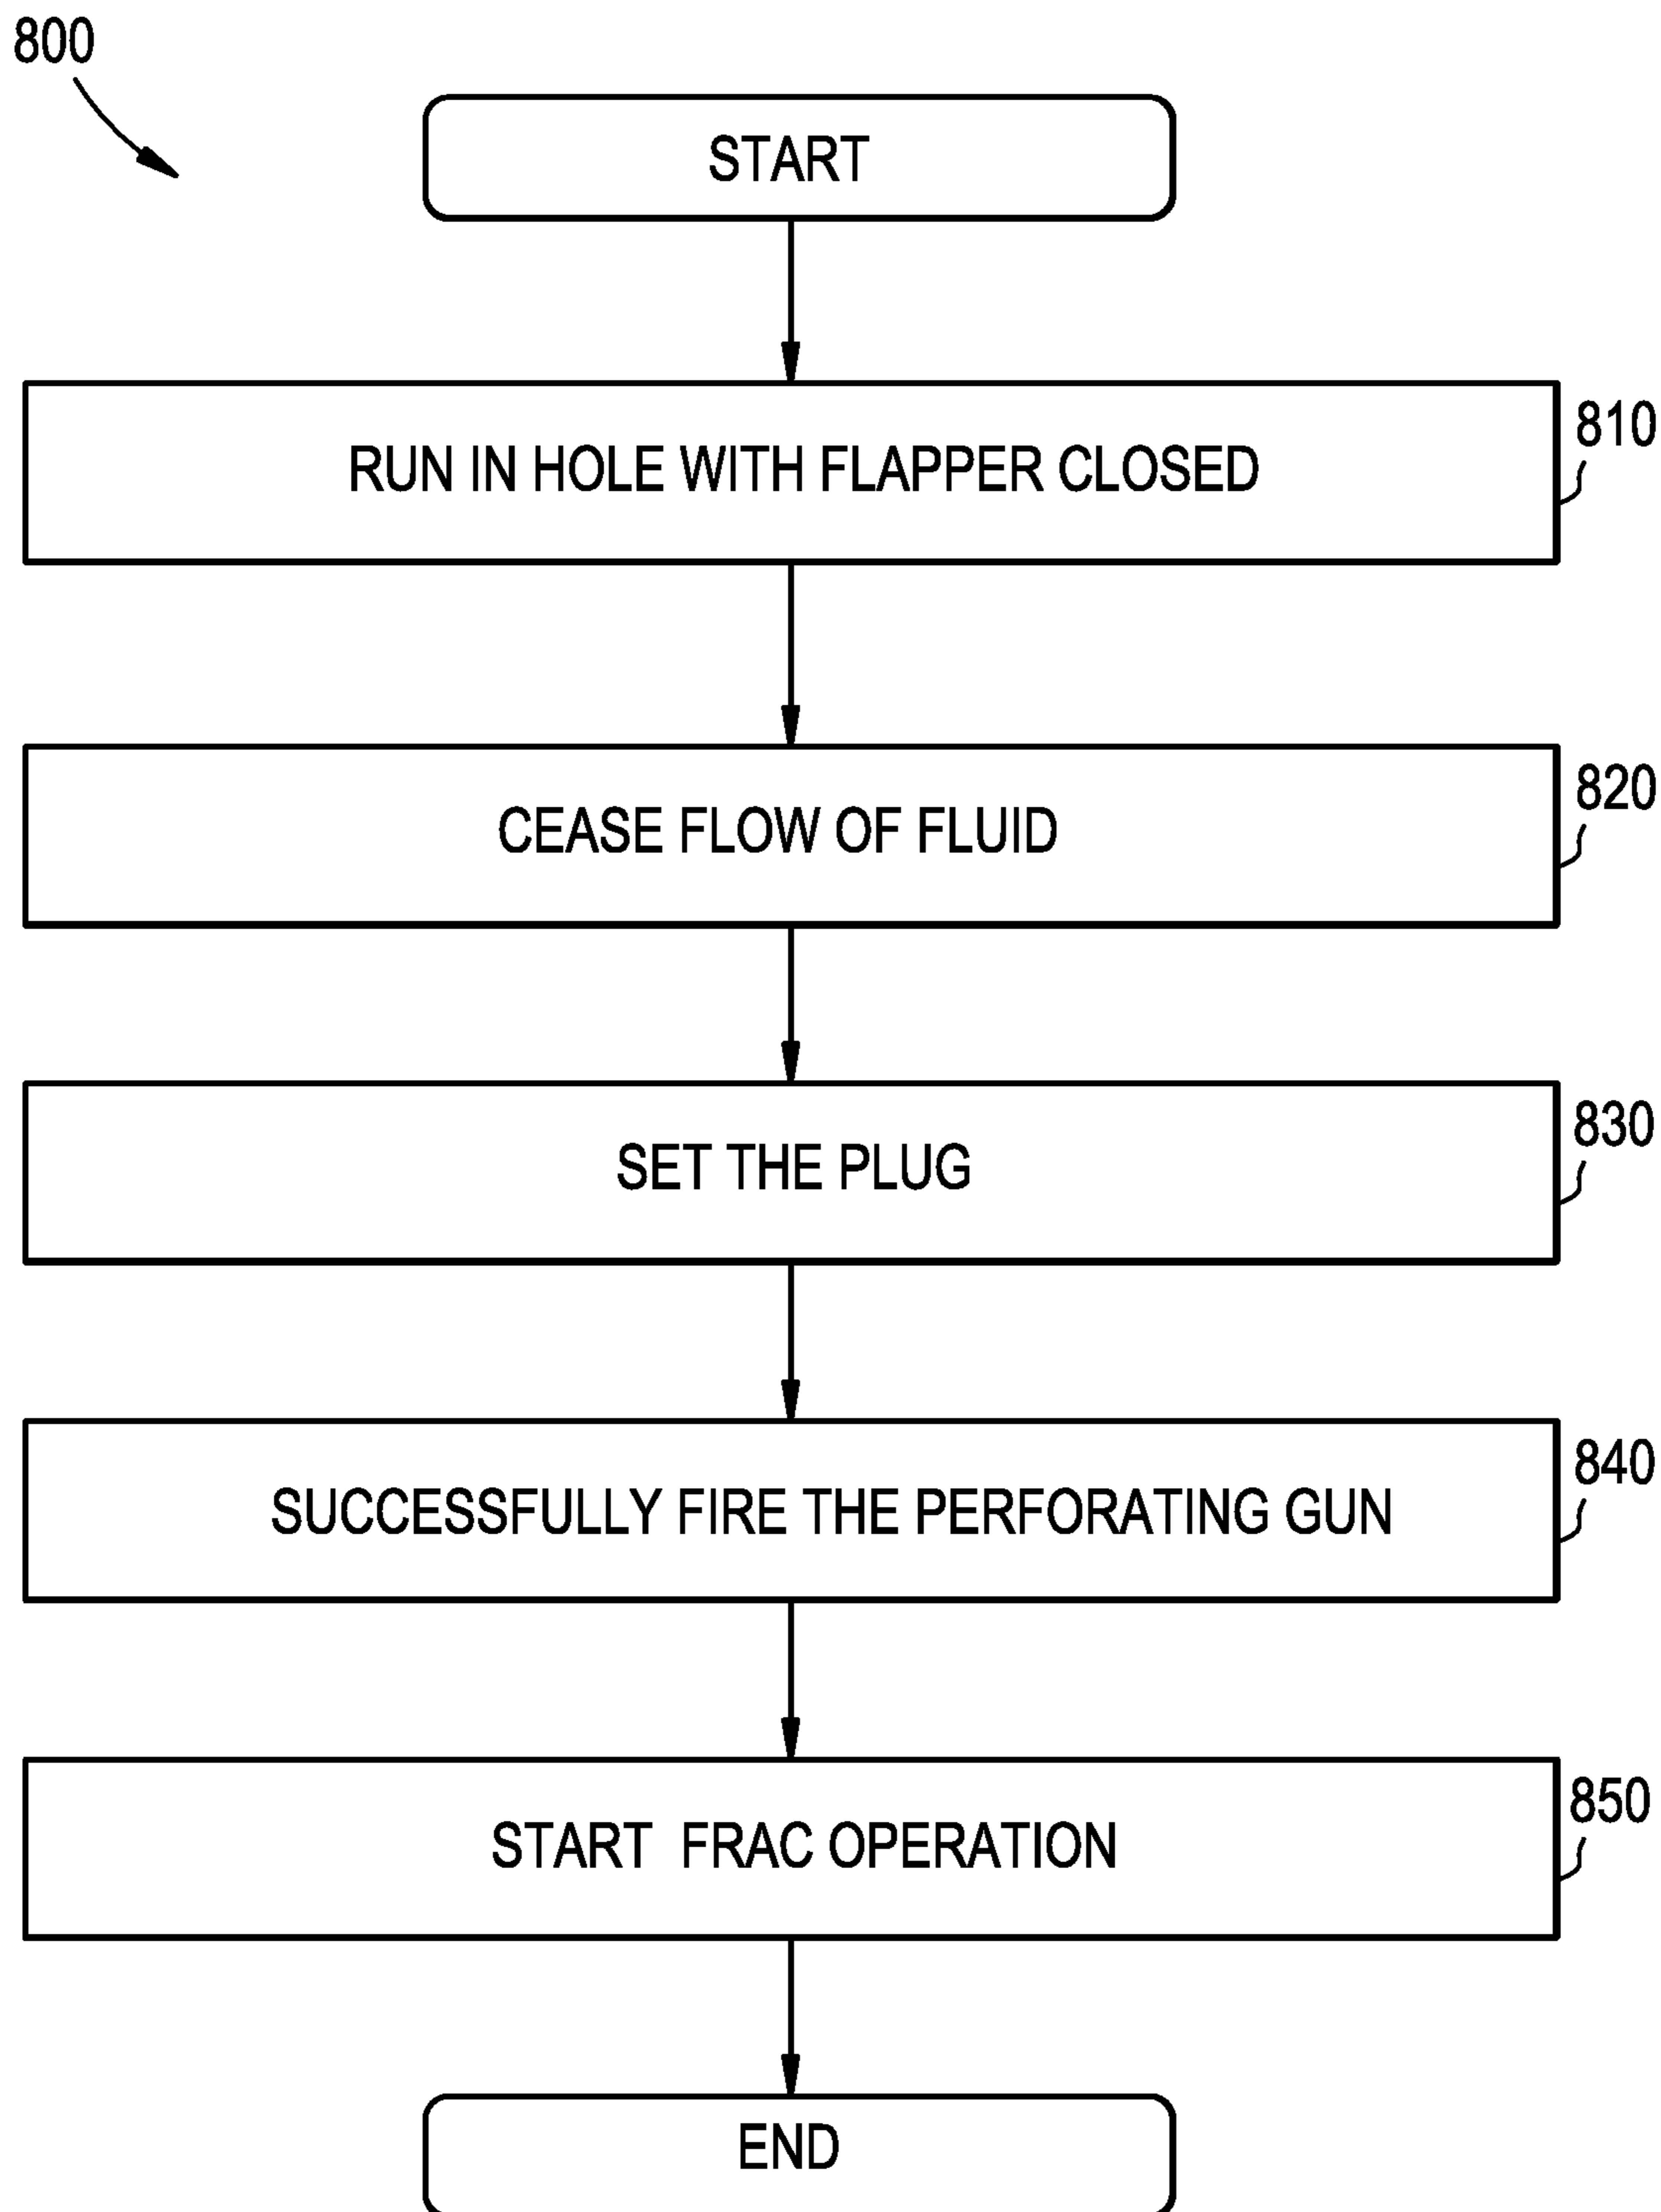 800
START
RUN IN HOLE WITH FLAPPER CLOSED
810
CEASE FLOW OF FLUID
820
SET THE PLUG
830
SUCCESSFULLY FIRE THE PERFORATING GUN
840
START FRAC OPERATION
850
END